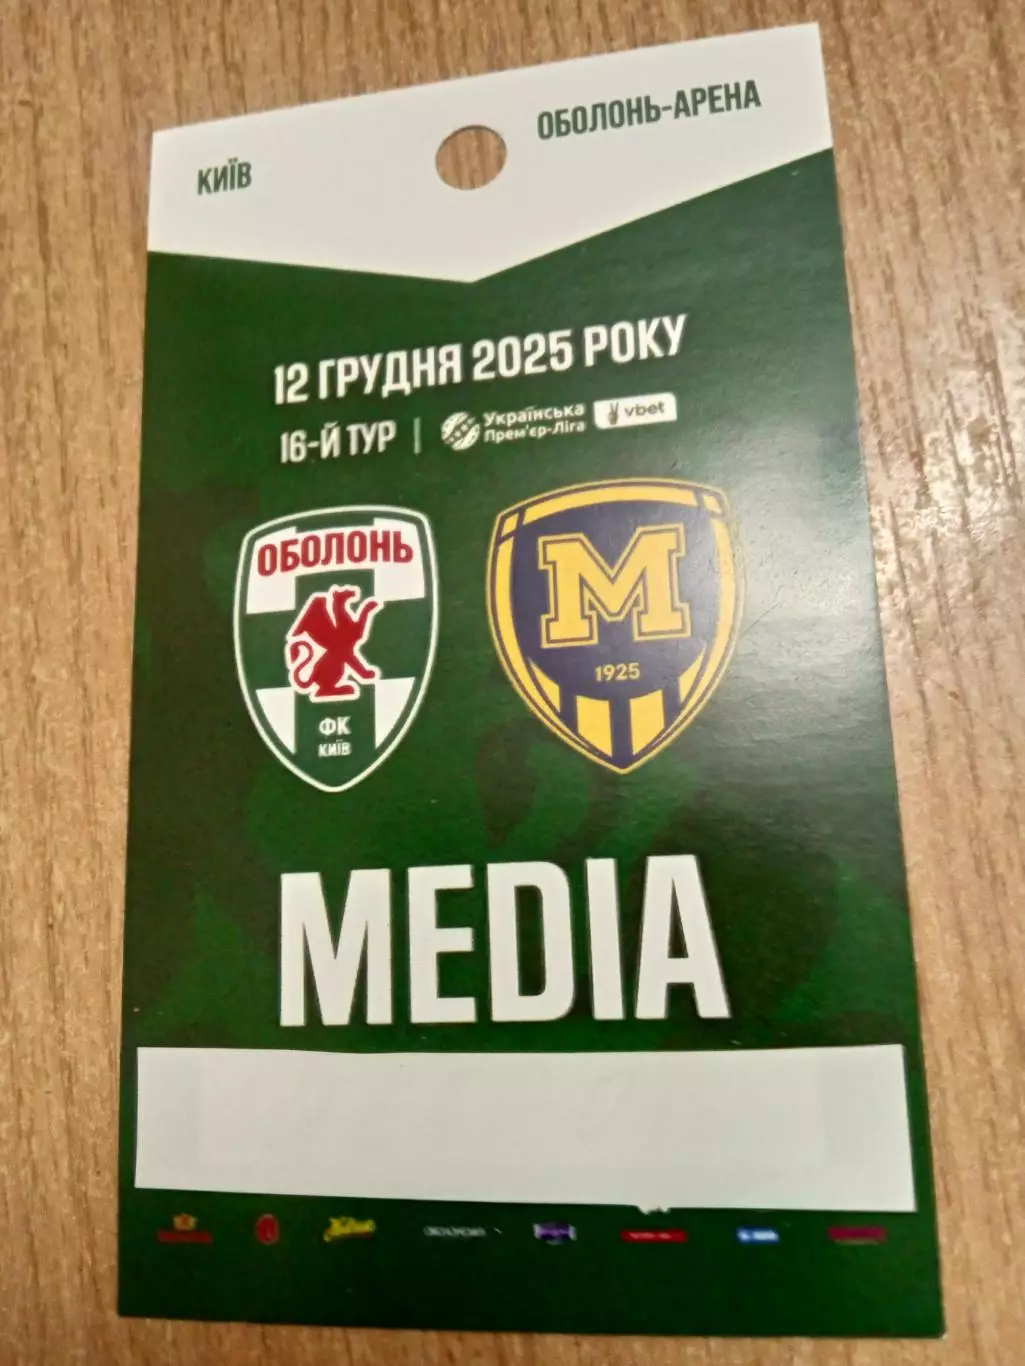 КИЇВ
ОБОЛОНЬ-АРЕНА
12 ГРУДНЯ 2025 РОКУ
16-Й ТУР | Українська Прем'єр-Ліга vbet
ОБОЛОНЬ
ФК
КИЇВ
M
1925
MEDIA